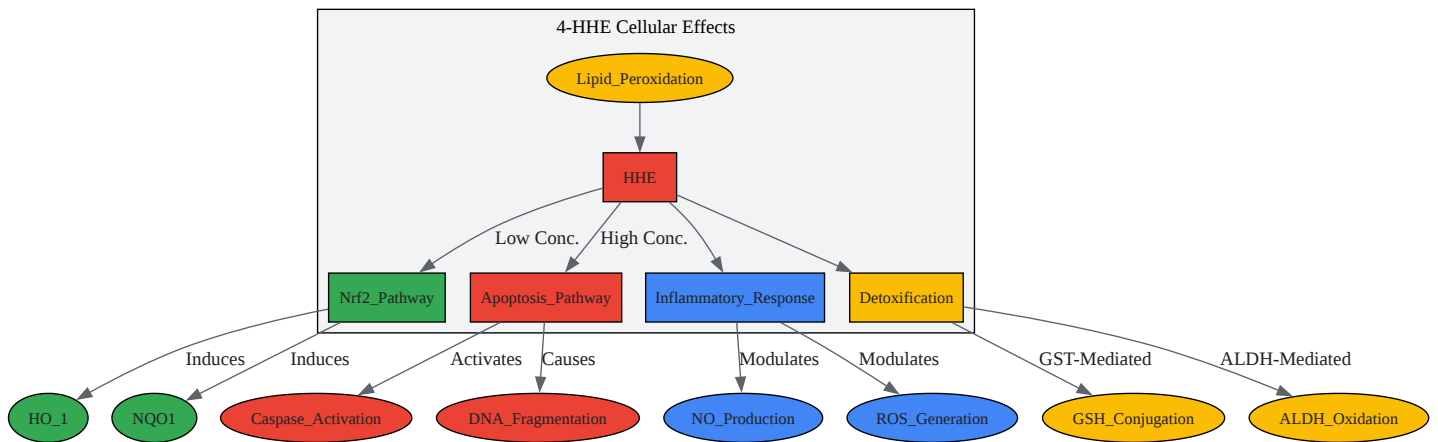 4-HHE Cellular Effects
Lipid_Peroxidation
HHE
Low Conc.
High Conc.
Nrf2_Pathway
Apoptosis_Pathway
Inflammatory_Response
Detoxification
Induces
Induces
Activates
Causes
Modulates
Modulates
GST-Mediated
ALDH-Mediated
HO_1
NQO1
Caspase_Activation
DNA_Fragmentation
NO_Production
ROS_Generation
GSH_Conjugation
ALDH_Oxidation